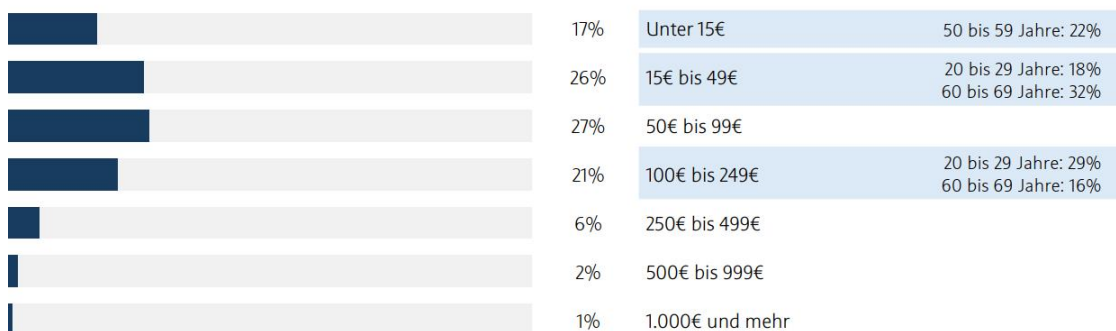 17% Unter 15€ 50 bis 59 Jahre: 22%
26% 15€ bis 49€ 20 bis 29 Jahre: 18%
60 bis 69 Jahre: 32%
27% 50€ bis 99€
21% 100€ bis 249€ 20 bis 29 Jahre: 29%
60 bis 69 Jahre: 16%
6% 250€ bis 499€
2% 500€ bis 999€
1% 1.000€ und mehr